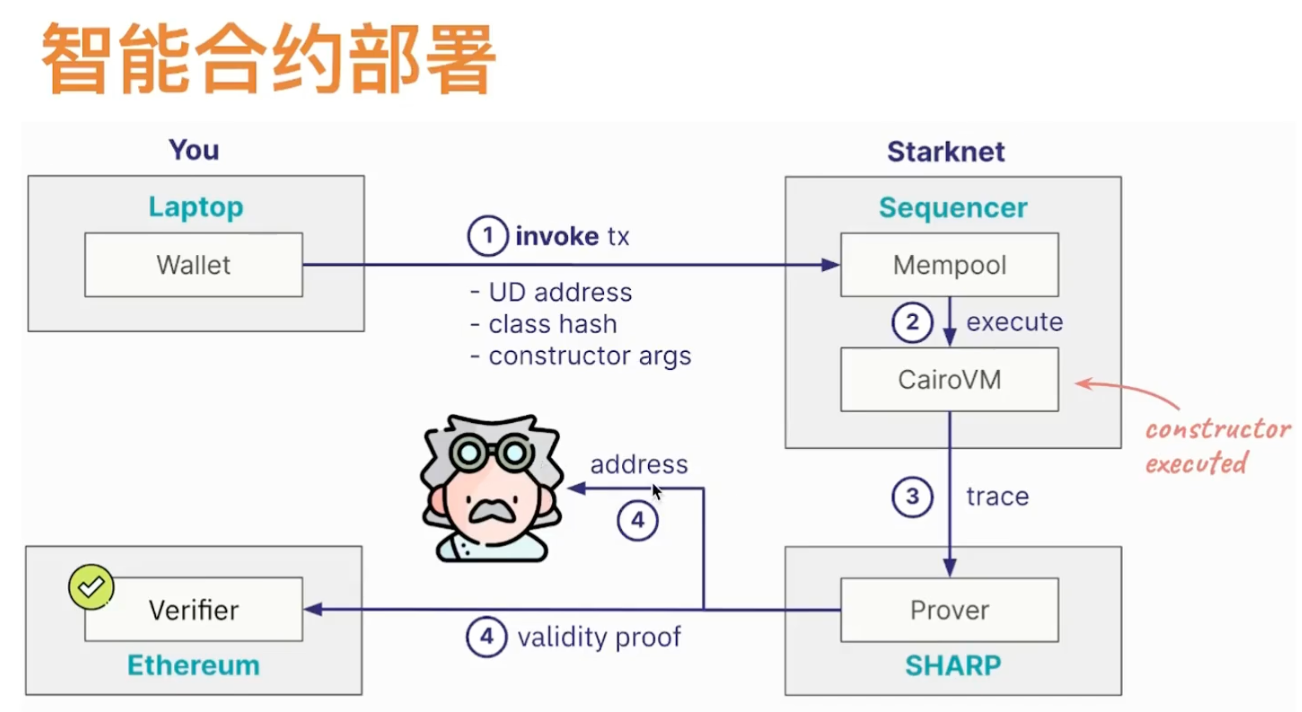 智能合约部署
You
Starknet
Laptop
Sequencer
Wallet
1 invoke tx
Mempool
- UD address
- class hash
- constructor args
2 execute
CairoVM
constructor
executed
address
4
3 trace
Verifier
Prover
4 validity proof
Ethereum
SHARP